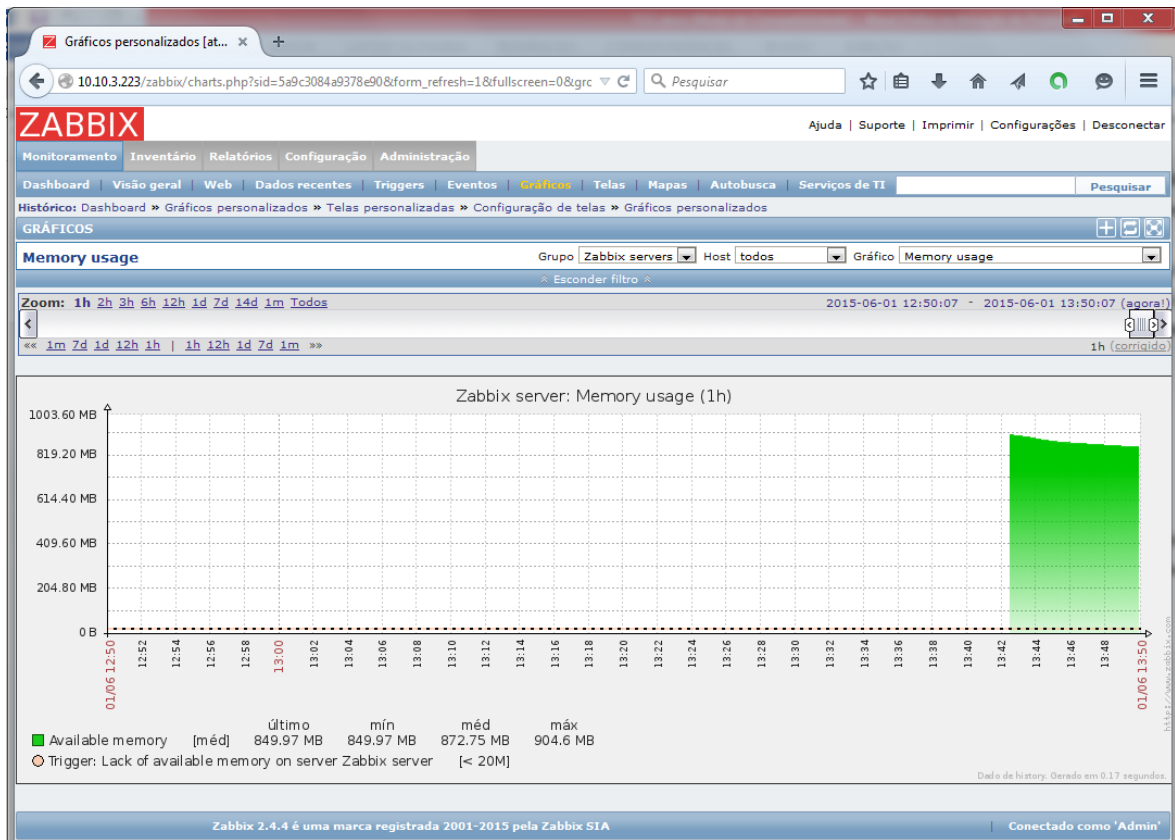 Gráficos personalizados [at... × +
10.10.3.223/zabbix/charts.php?sid=5a9c3084a9378e90&form_refresh=1&fullscreen=0&grc
Pesquisar
ZABBIX
Ajuda | Suporte | Imprimir | Configurações | Desconectar
Monitoramento Inventário Relatórios Configuração Administração
Dashboard | Visão geral | Web | Dados recentes | Triggers | Eventos | Gráficos | Telas | Mapas | Autobusca | Serviços de TI Pesquisar
Histórico: Dashboard » Gráficos personalizados » Telas personalizadas » Configuração de telas » Gráficos personalizados
GRÁFICOS
Memory usage Grupo Zabbix servers Host todos Gráfico Memory usage
Esconder filtro
Zoom: 1h 2h 3h 6h 12h 1d 7d 14d 1m Todos 2015-06-01 12:50:07 - 2015-06-01 13:50:07 (agora!)
«« 1m 7d 1d 12h 1h | 1h 12h 1d 7d 1m »» 1h (corrigido)
Zabbix server: Memory usage (1h)
1003.60 MB
819.20 MB
614.40 MB
409.60 MB
204.80 MB
0 B
01/06 12:50 12:52 12:54 12:56 12:58 13:00 13:02 13:04 13:06 13:08 13:10 13:12 13:14 13:16 13:18 13:20 13:22 13:24 13:26 13:28 13:30 13:32 13:34 13:36 13:38 13:40 13:42 13:44 13:46 13:48 01/06 13:50
http://www.zabbix.com
último mín méd máx
Available memory [méd] 849.97 MB 849.97 MB 872.75 MB 904.6 MB
Trigger: Lack of available memory on server Zabbix server [< 20M]
Dado de history. Gerado em 0.17 segundos.
Zabbix 2.4.4 é uma marca registrada 2001-2015 pela Zabbix SIA | Conectado como 'Admin'